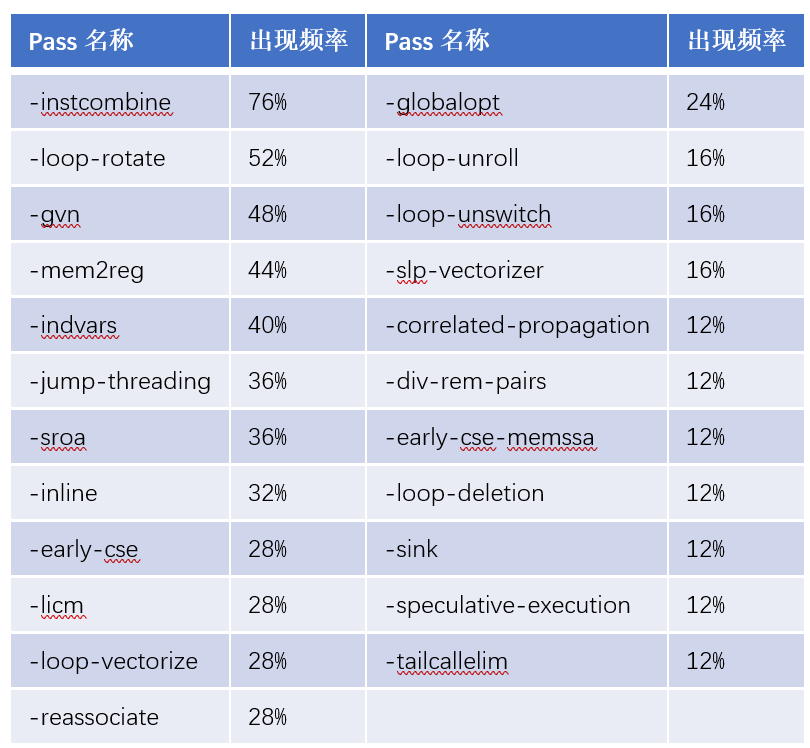 Pass 名称 出现频率 Pass 名称 出现频率
-instcombine 76% -globalopt 24%
-loop-rotate 52% -loop-unroll 16%
-gvn 48% -loop-unswitch 16%
-mem2reg 44% -slp-vectorizer 16%
-indvars 40% -correlated-propagation 12%
-jump-threading 36% -div-rem-pairs 12%
-sroa 36% -early-cse-memssa 12%
-inline 32% -loop-deletion 12%
-early-cse 28% -sink 12%
-licm 28% -speculative-execution 12%
-loop-vectorize 28% -tailcallelim 12%
-reassociate 28%